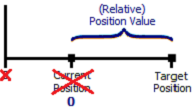 (Relative)
Position Value
Current Target
Position Position
0